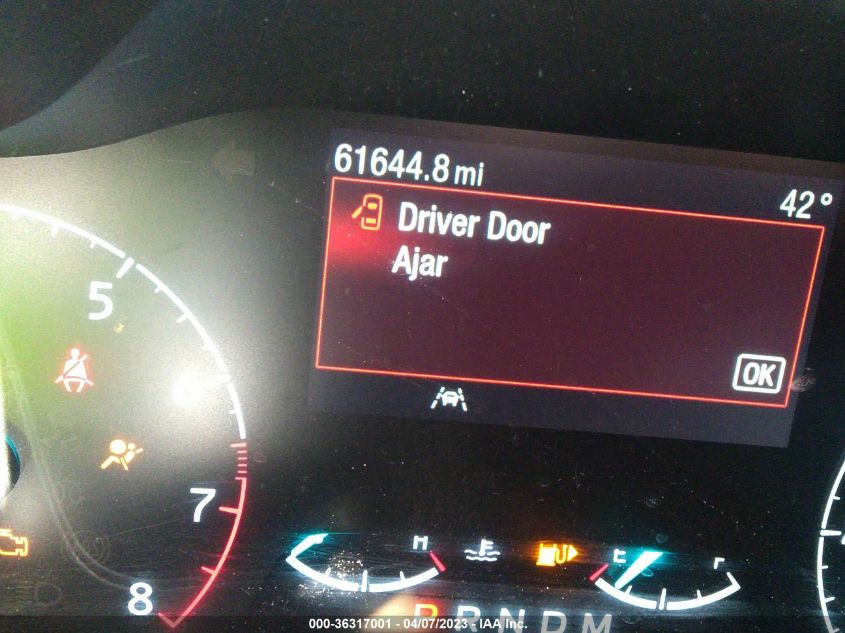 61644.8 mi
42°
Driver Door
Ajar
OK
5
7
8
H
E
F
P R N D M
000-36317001 - 04/07/2023 - IAA Inc.